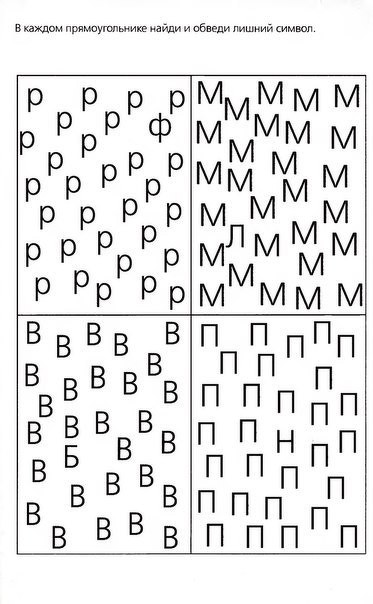 В каждом прямоугольнике найди и обведи лишний символ.
р р р р
р р ф
р р
р р р
р р р р
р р р р
р р р р
р р
р р р р р
М М М М М
М М М М
М М
М М М М
М М М
Л М М М
М М М
М М М М
В В В В В
В В
В В В В
В
В В В В В
Б В
В В
В В В
В
В В В В
П П П П П
П П П
П П П П П
П П Н П П
П П П П
П П П П
П П П П